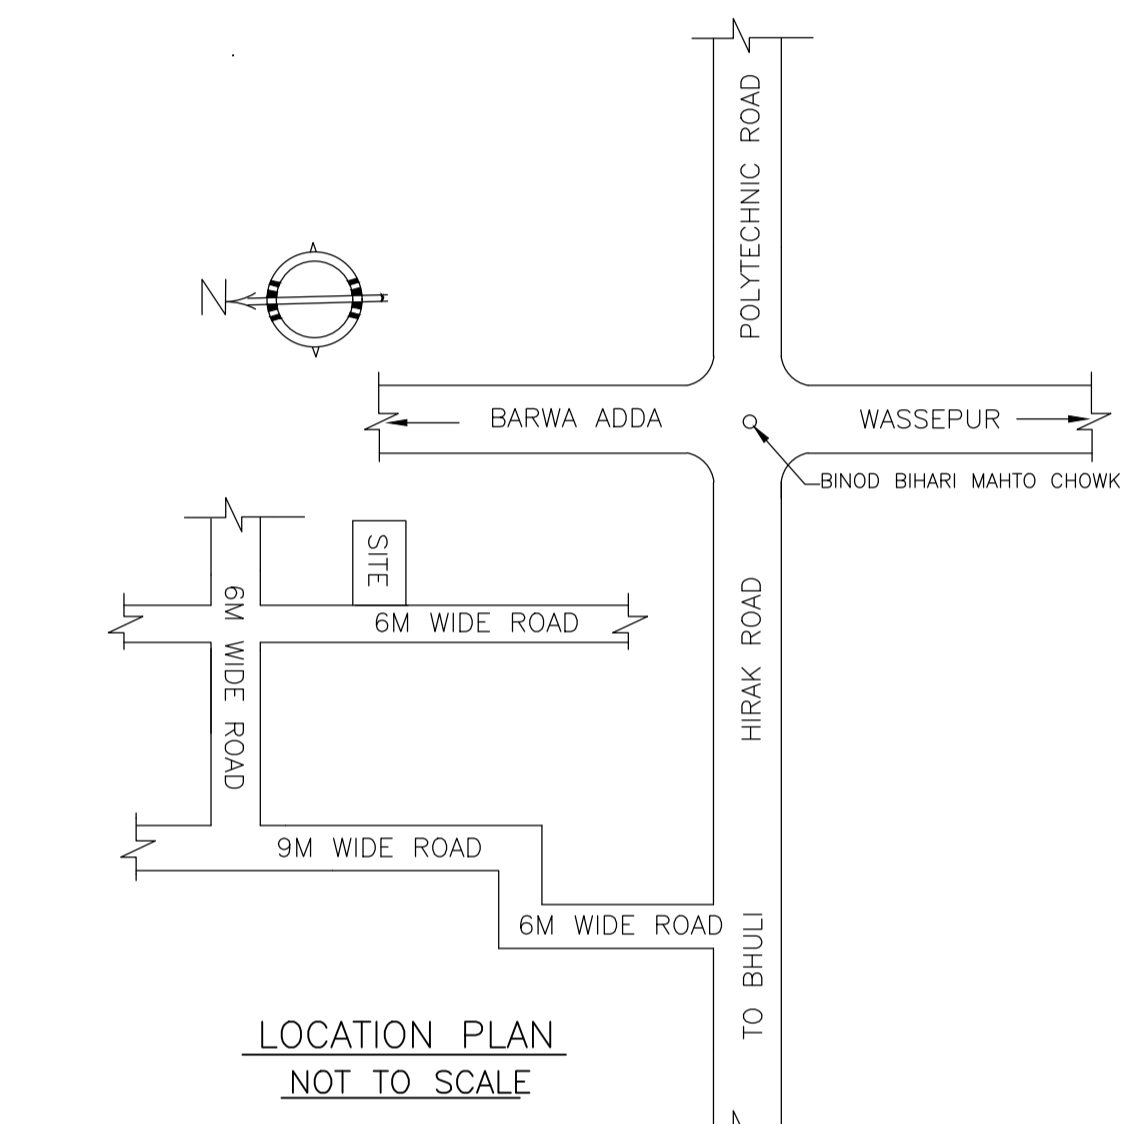 POLYTECHNIC ROAD
N
BARWA ADDA
WASSEPUR
BINOD BIHARI MAHTO CHOWK
SITE
6M WIDE ROAD
6M WIDE ROAD
HIRAK ROAD
9M WIDE ROAD
6M WIDE ROAD
TO BHULI
LOCATION PLAN
NOT TO SCALE